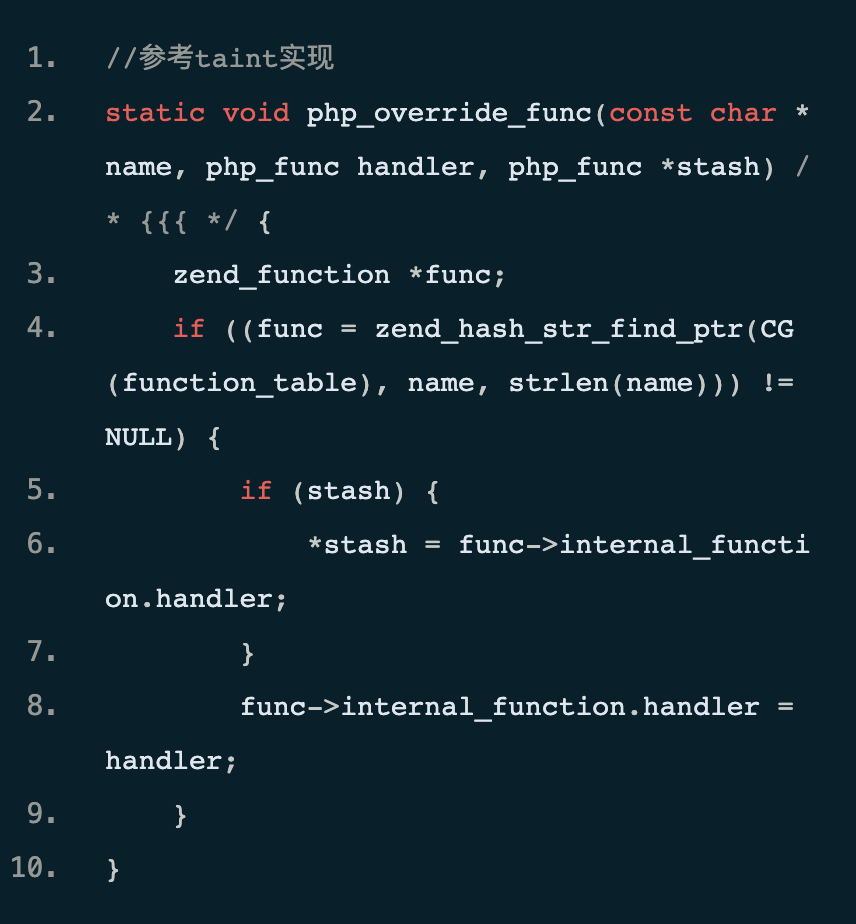 1. //参考taint实现
2. static void php_override_func(const char *
name, php_func handler, php_func *stash) /
* {{{ */ {
3.     zend_function *func;
4.     if ((func = zend_hash_str_find_ptr(CG
(function_table), name, strlen(name))) !=
NULL) {
5.         if (stash) {
6.             *stash = func->internal_functi
on.handler;
7.         }
8.         func->internal_function.handler =
handler;
9.     }
10. }